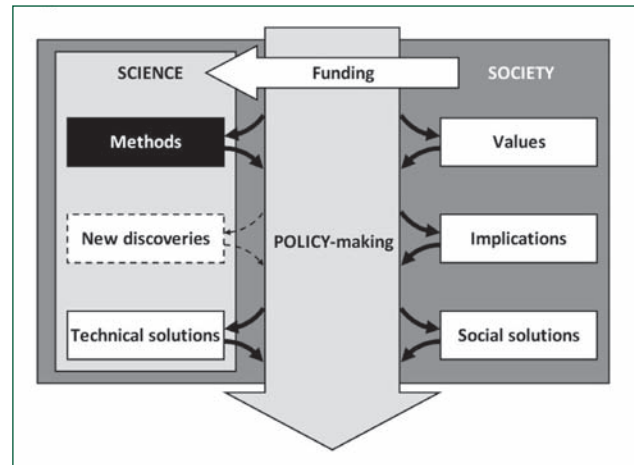 SCIENCE
Funding
SOCIETY
Methods
Values
New discoveries
POLICY-making
Implications
Technical solutions
Social solutions